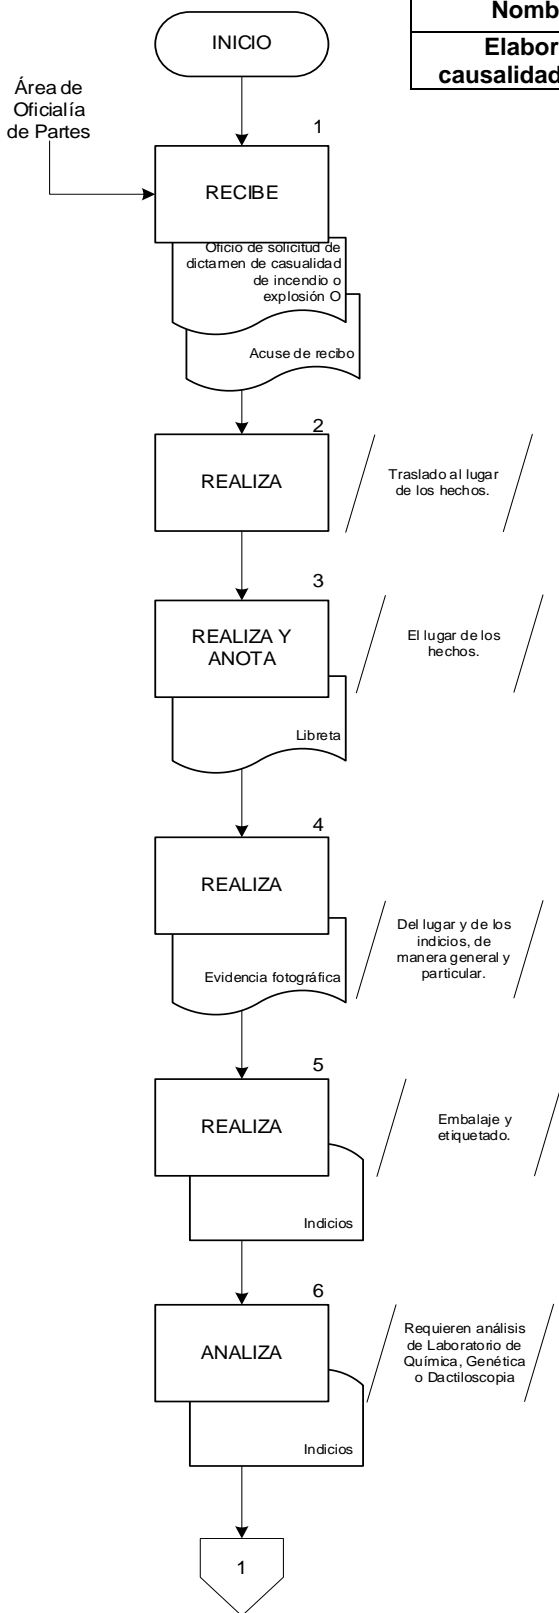 Nomb
Elabor
causalidad
INICIO
Área de
Oficialía
de Partes
1
RECIBE
Oficio de solicitud de
dictamen de casualidad
de incendio o
explosión O
Acuse de recibo
2
REALIZA
Traslado al lugar
de los hechos.
3
REALIZA Y
ANOTA
El lugar de los
hechos.
Libreta
4
REALIZA
Del lugar y de los
indicios, de
manera general y
particular.
Evidencia fotográfica
5
REALIZA
Embalaje y
etiquetado.
Indicios
6
ANALIZA
Requieren análisis
de Laboratorio de
Química, Genética
o Dactiloscopia
Indicios
1